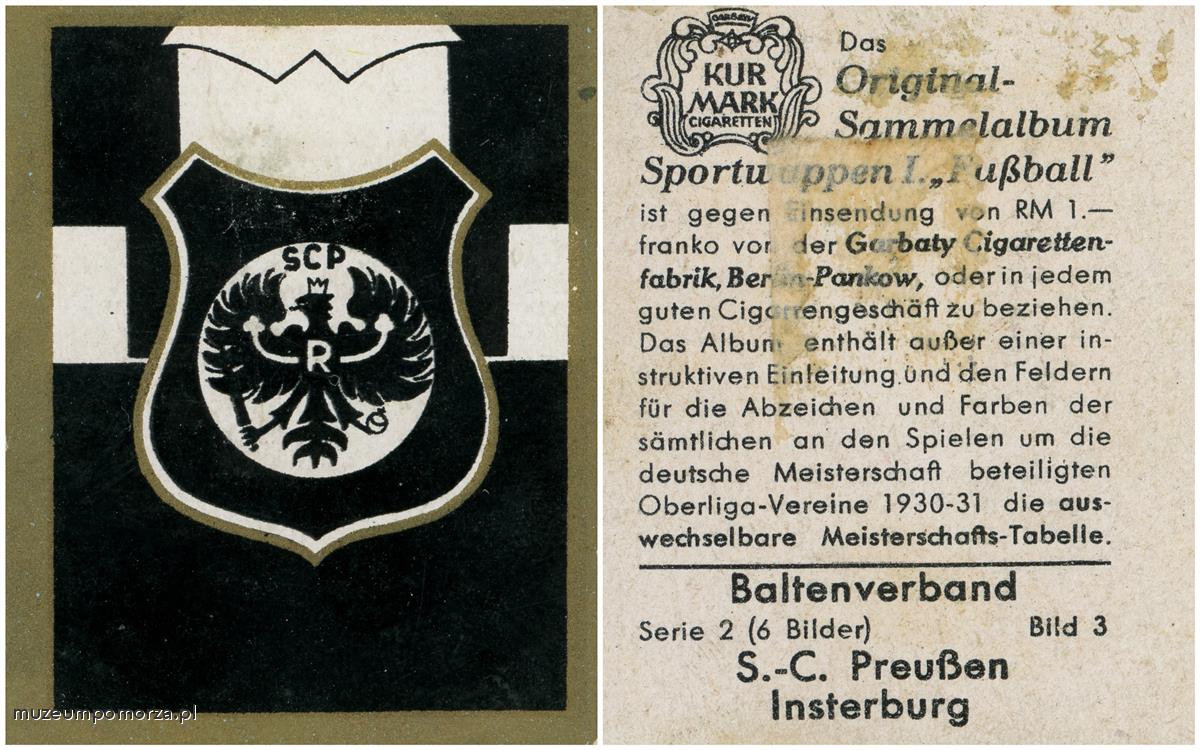 SCP
R
muzeumpomorza.pl
GARBATY
KUR
MARK
CIGARETTEN
Das
Original-
Sammelalbum
Sportwappen I. „Fußball”
ist gegen Einsendung von RM 1.—
franko von der Garbaty Cigaretten-
fabrik, Berlin-Pankow, oder in jedem
guten Cigarrengeschäft zu beziehen.
Das Album enthält außer einer in-
struktiven Einleitung und den Feldern
für die Abzeichen und Farben der
sämtlichen an den Spielen um die
deutsche Meisterschaft beteiligten
Oberliga-Vereine 1930-31 die aus-
wechselbare Meisterschafts-Tabelle.
Baltenverband
Serie 2 (6 Bilder) Bild 3
S.-C. Preußen
Insterburg